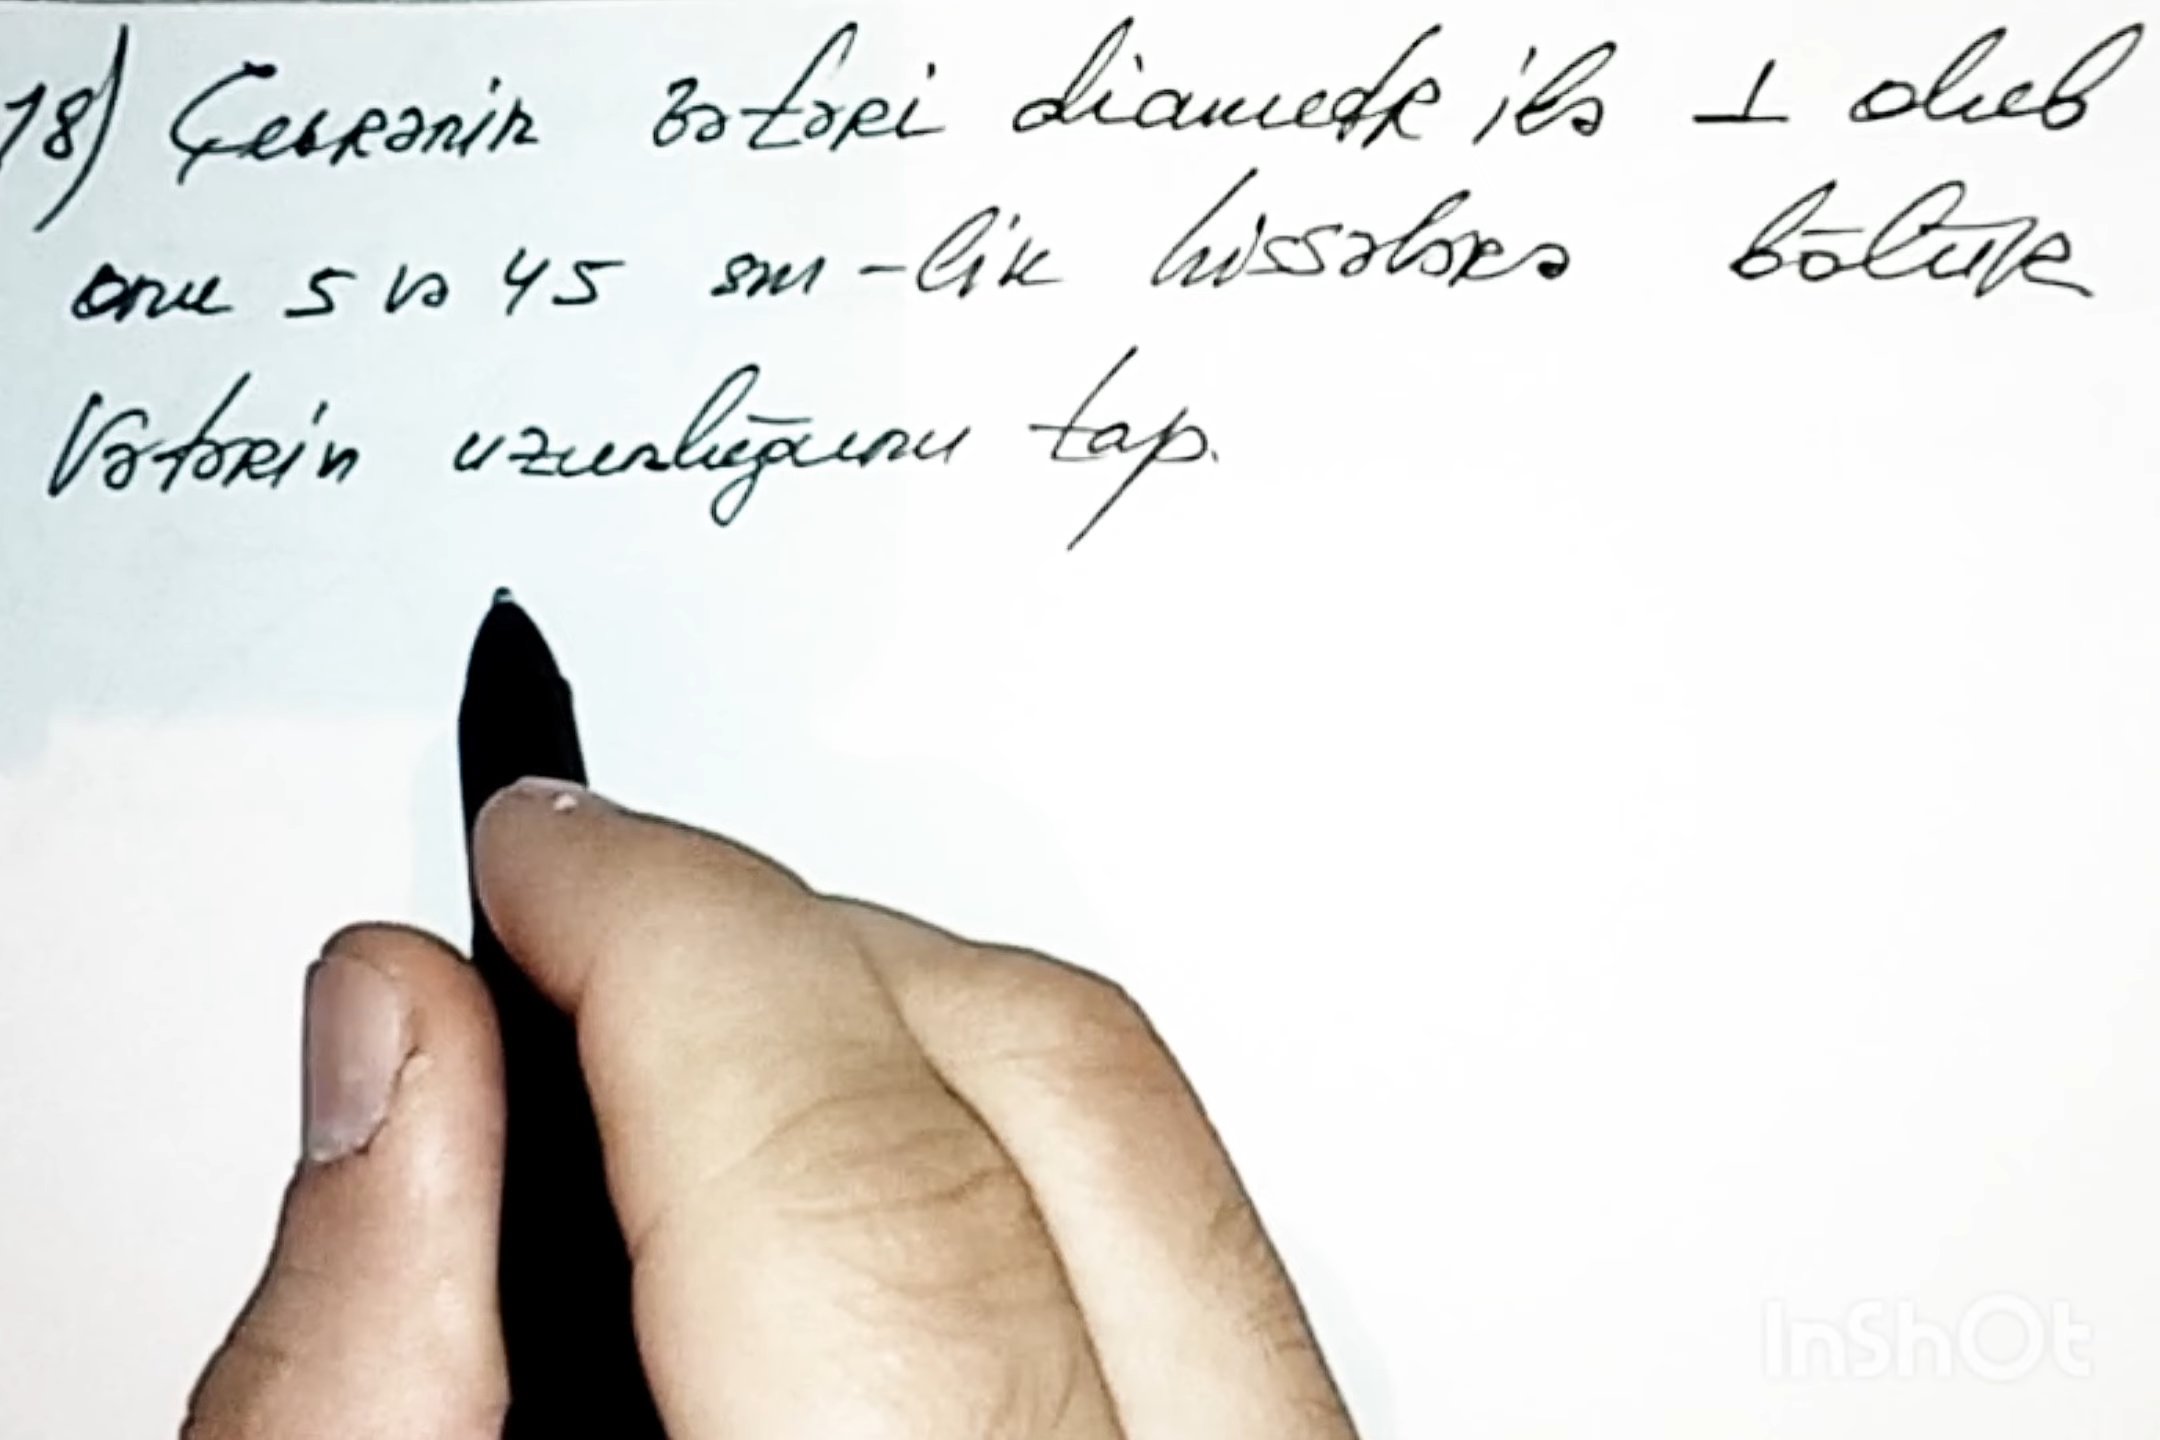 18) Çevrənin vətəri diametr ilə ⊥ olub
onu 5 və 45 sm-lik hissələrə bölür
Vətərin uzunluğunu tap.
InShOt